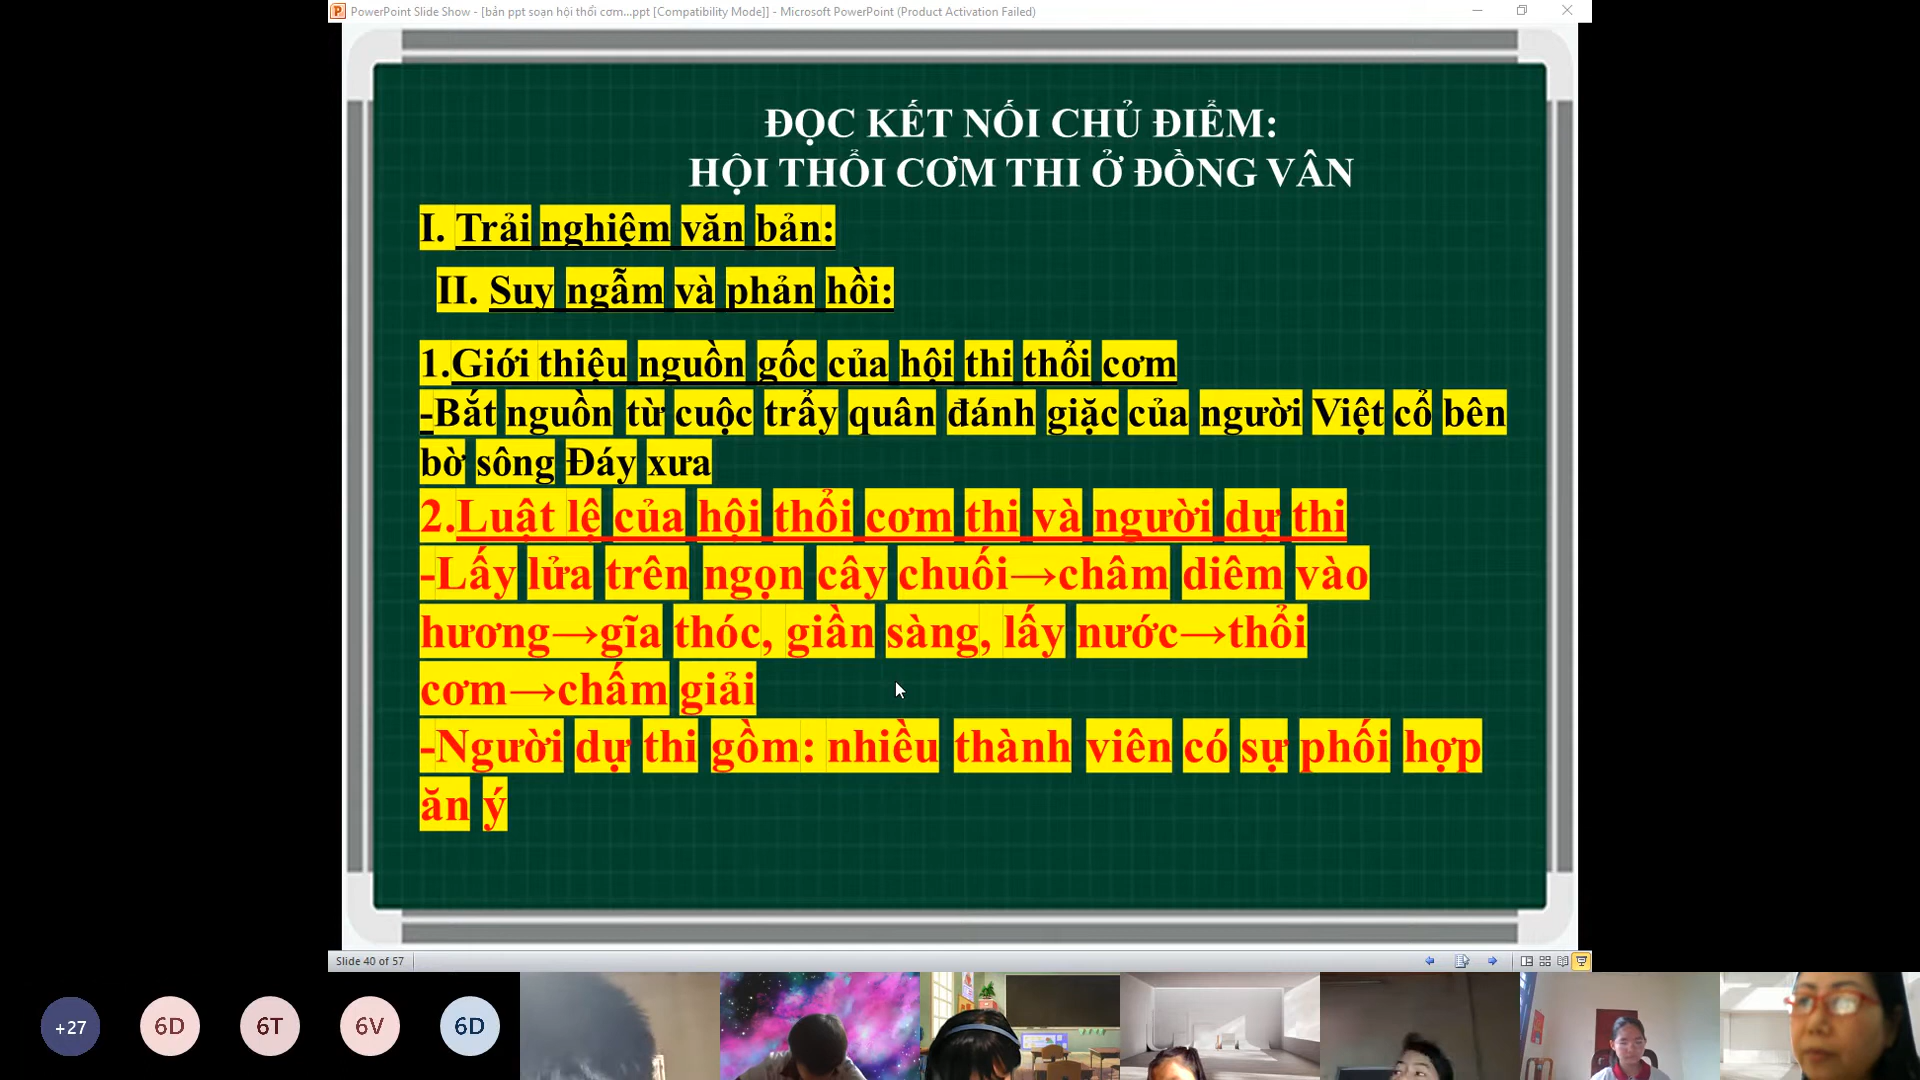 PowerPoint Slide Show - [bản ppt soạn hội thổi cơm...ppt [Compatibility Mode]] - Microsoft PowerPoint (Product Activation Failed)
ĐỌC KẾT NỐI CHỦ ĐIỂM:
HỘI THỔI CƠM THI Ở ĐỒNG VÂN
I. Trải nghiệm văn bản:
II. Suy ngẫm và phản hồi:
1.Giới thiệu nguồn gốc của hội thi thổi cơm
-Bắt nguồn từ cuộc trẩy quân đánh giặc của người Việt cổ bên
bờ sông Đáy xưa
2.Luật lệ của hội thổi cơm thi và người dự thi
-Lấy lửa trên ngọn cây chuối→châm diêm vào
hương→gĩa thóc, giần sàng, lấy nước→thổi
cơm→chấm giải
-Người dự thi gồm: nhiều thành viên có sự phối hợp
ăn ý
Slide 40 of 57
+27
6D
6T
6V
6D